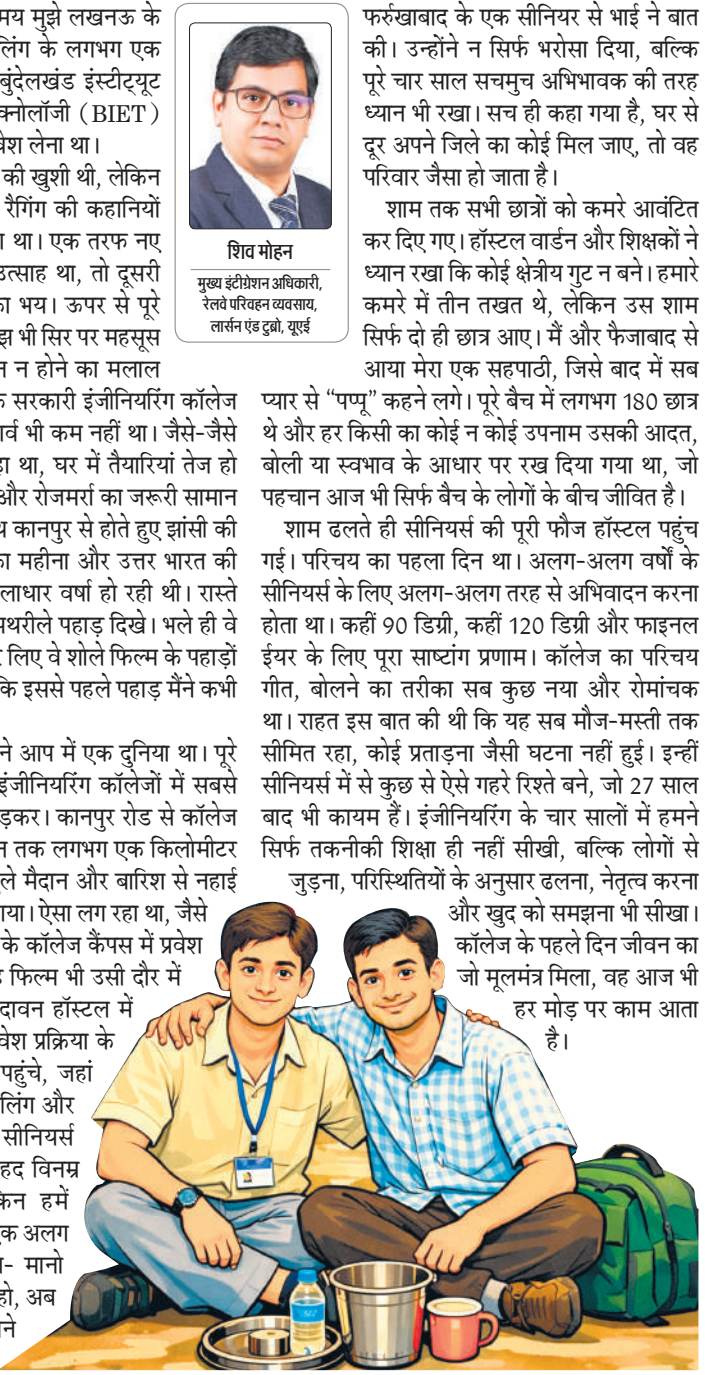 मय मुझे लखनऊ के
लिंग के लगभग एक
बुंदेलखंड इंस्टीट्यूट
क्नोलॉजी (BIET)
वेश लेना था।
की खुशी थी, लेकिन
रैगिंग की कहानियों
ा था। एक तरफ नए
उत्साह था, तो दूसरी
का भय। ऊपर से पूरे
झ भी सिर पर महसूस
न न होने का मलाल
क सरकारी इंजीनियरिंग कॉलेज
गर्व भी कम नहीं था। जैसे-जैसे
हा था, घर में तैयारियां तेज हो
और रोजमर्रा का जरूरी सामान
थ कानपुर से होते हुए झांसी की
का महीना और उत्तर भारत की
लाधार वर्षा हो रही थी। रास्ते
पथरीले पहाड़ दिखे। भले ही वे
लिए वे शोले फिल्म के पहाड़ों
कि इससे पहले पहाड़ मैंने कभी
ने आप में एक दुनिया था। पूरे
इंजीनियरिंग कॉलेजों में सबसे
ड़कर। कानपुर रोड से कॉलेज
न तक लगभग एक किलोमीटर
ुले मैदान और बारिश से नहाई
गया। ऐसा लग रहा था, जैसे
के कॉलेज कैंपस में प्रवेश
फिल्म भी उसी दौर में
दावन हॉस्टल में
वेश प्रक्रिया के
पहुंचे, जहां
लिंग और
सीनियर्स
हद विनम्र
किन हमें
एक अलग
ा- मानो
हो, अब
ने
शिव मोहन
मुख्य इंटीग्रेशन अधिकारी,
रेलवे परिवहन व्यवसाय,
लार्सन एंड टुब्रो, यूएई
फर्रुखाबाद के एक सीनियर से भाई ने बात
की। उन्होंने न सिर्फ भरोसा दिया, बल्कि
पूरे चार साल सचमुच अभिभावक की तरह
ध्यान भी रखा। सच ही कहा गया है, घर से
दूर अपने जिले का कोई मिल जाए, तो वह
परिवार जैसा हो जाता है।
शाम तक सभी छात्रों को कमरे आवंटित
कर दिए गए। हॉस्टल वार्डन और शिक्षकों ने
ध्यान रखा कि कोई क्षेत्रीय गुट न बने। हमारे
कमरे में तीन तखत थे, लेकिन उस शाम
सिर्फ दो ही छात्र आए। मैं और फैजाबाद से
आया मेरा एक सहपाठी, जिसे बाद में सब
प्यार से “पप्पू” कहने लगे। पूरे बैच में लगभग 180 छात्र
थे और हर किसी का कोई न कोई उपनाम उसकी आदत,
बोली या स्वभाव के आधार पर रख दिया गया था, जो
पहचान आज भी सिर्फ बैच के लोगों के बीच जीवित है।
शाम ढलते ही सीनियर्स की पूरी फौज हॉस्टल पहुंच
गई। परिचय का पहला दिन था। अलग-अलग वर्षों के
सीनियर्स के लिए अलग-अलग तरह से अभिवादन करना
होता था। कहीं 90 डिग्री, कहीं 120 डिग्री और फाइनल
ईयर के लिए पूरा साष्टांग प्रणाम। कॉलेज का परिचय
गीत, बोलने का तरीका सब कुछ नया और रोमांचक
था। राहत इस बात की थी कि यह सब मौज-मस्ती तक
सीमित रहा, कोई प्रताड़ना जैसी घटना नहीं हुई। इन्हीं
सीनियर्स में से कुछ से ऐसे गहरे रिश्ते बने, जो 27 साल
बाद भी कायम हैं। इंजीनियरिंग के चार सालों में हमने
सिर्फ तकनीकी शिक्षा ही नहीं सीखी, बल्कि लोगों से
जुड़ना, परिस्थितियों के अनुसार ढलना, नेतृत्व करना
और खुद को समझना भी सीखा।
कॉलेज के पहले दिन जीवन का
जो मूलमंत्र मिला, वह आज भी
हर मोड़ पर काम आता
है।